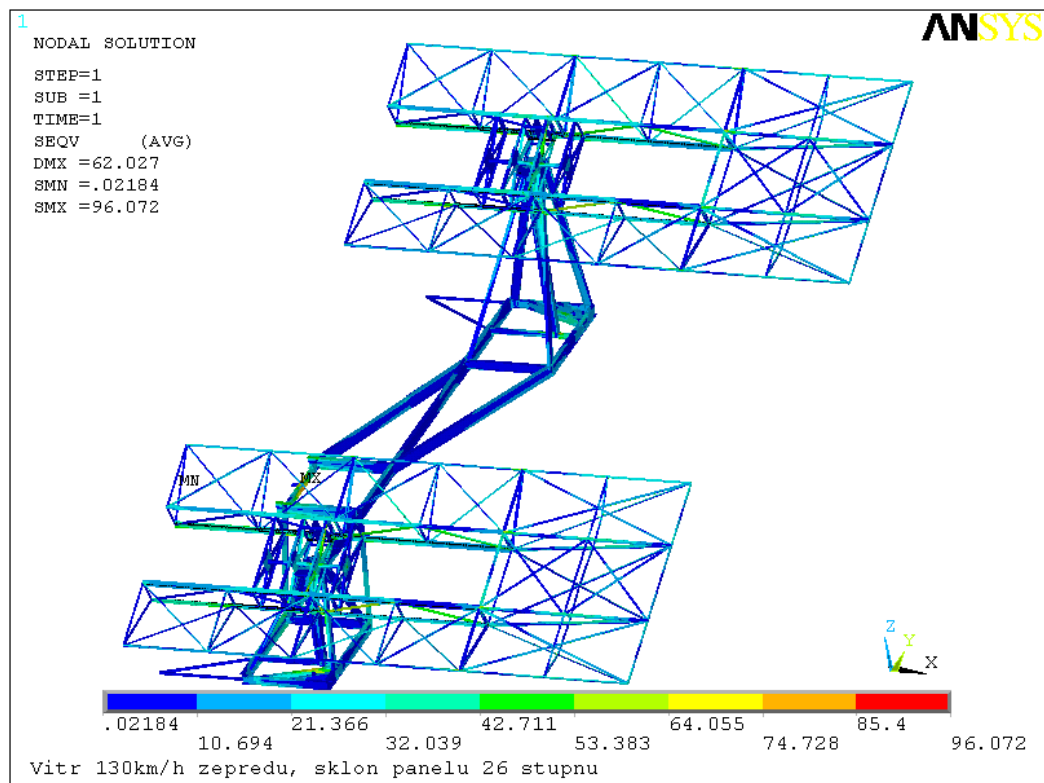 1
ANSYS
NODAL SOLUTION
STEP=1
SUB =1
TIME=1
SEQV (AVG)
DMX =62.027
SMN =.02184
SMX =96.072
MN
MX
Z
Y
X
.02184
21.366
42.711
64.055
85.4
10.694
32.039
53.383
74.728
96.072
Vitr 130km/h zepredu, sklon panelu 26 stupnu